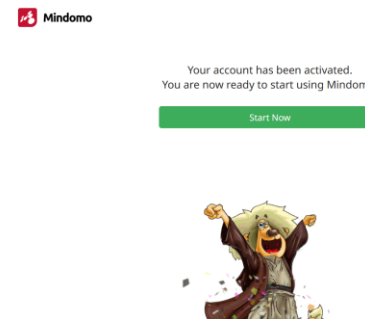 Mindomo
Your account has been activated.
You are now ready to start using Mindom
Start Now